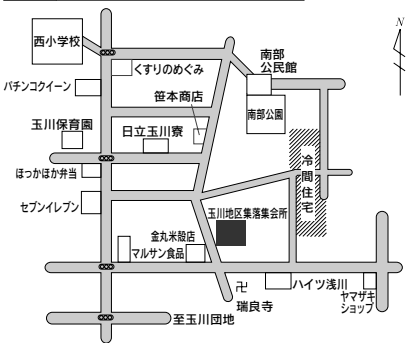 N
西小学校
南部
公民館
くすりのめぐみ
パチンコクイーン
笹本商店
南部公園
玉川保育園
日立玉川寮
冷間住宅
ほっかほか弁当
セブンイレブン
玉川地区集落集会所
金丸米殻店
マルサン食品
卍
瑞良寺
ハイツ浅川
ヤマザキ
ショップ
至玉川団地